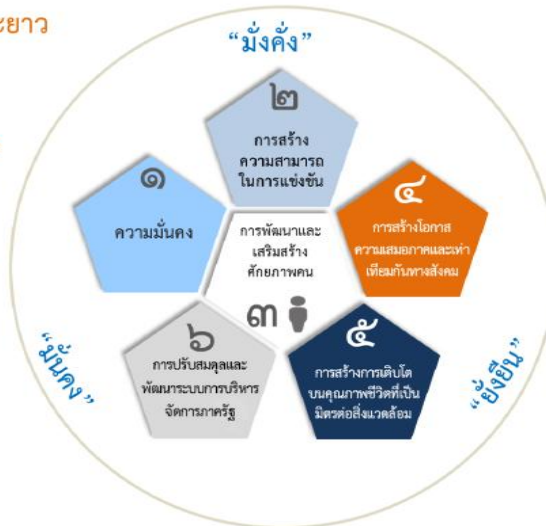 ะยาว
“มั่งคั่ง”
๒
การสร้าง
ความสามารถ
ในการแข่งขัน
๑
ความมั่นคง
การพัฒนาและ
เสริมสร้าง
ศักยภาพคน
๓
๔
การสร้างโอกาส
ความเสมอภาคและเท่า
เทียมกันทางสังคม
๖
การปรับสมดุลและ
พัฒนาระบบการบริหาร
จัดการภาครัฐ
๕
การสร้างการเติบโต
บนคุณภาพชีวิตที่เป็น
มิตรต่อสิ่งแวดล้อม
“มั่นคง”
“ยั่งยืน”